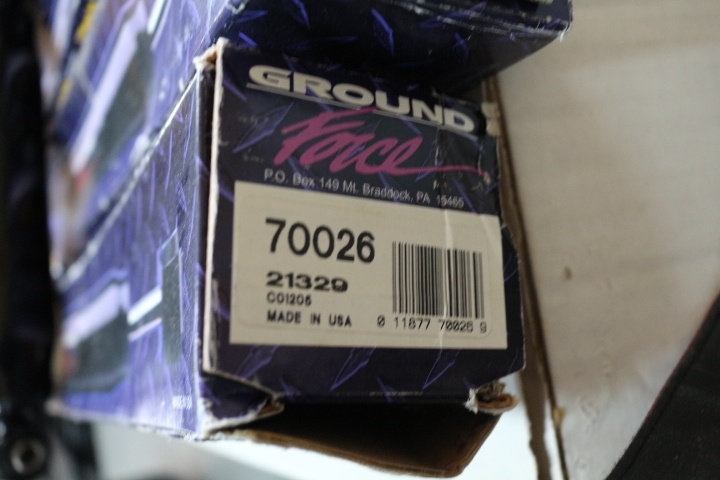 GROUND
Force
P.O. Box 149 Mt. Braddock, PA 15465
70026
21329
C01205
MADE IN USA
0 11877 70026 9